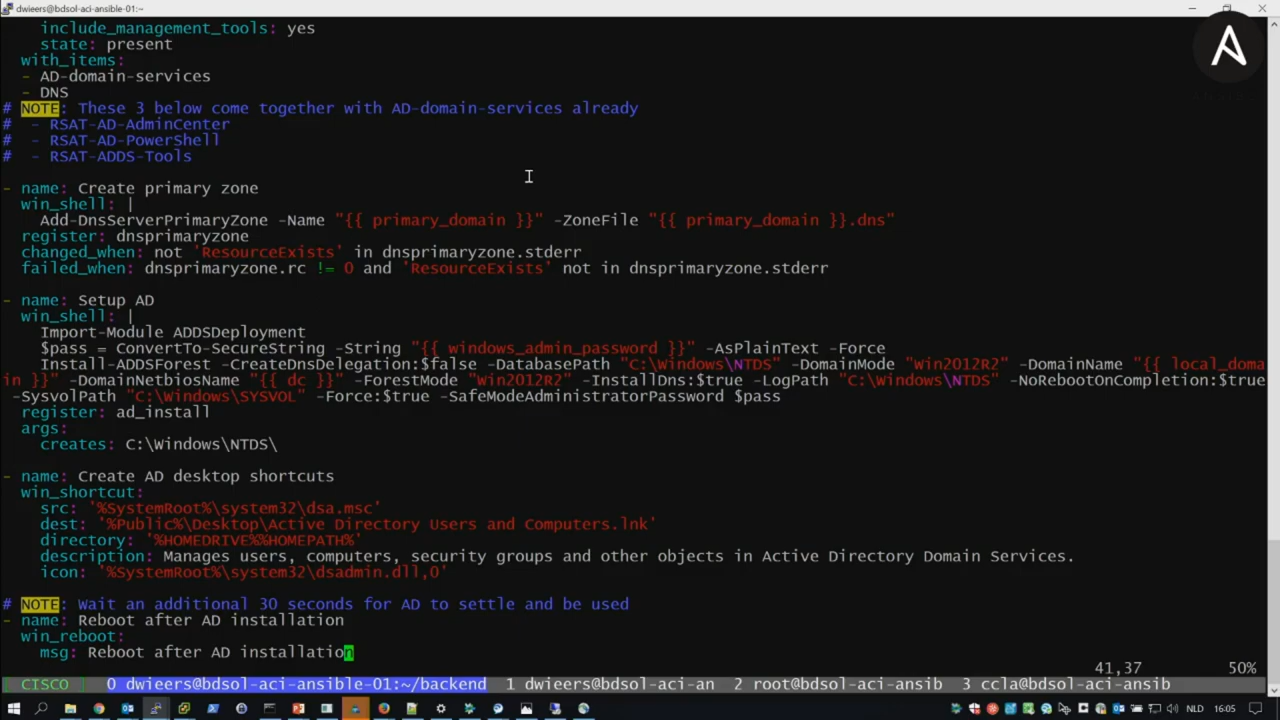 dwieers@bdsol-aci-ansible-01:~
include_management_tools: yes
state: present
with_items:
- AD-domain-services
- DNS
# NOTE: These 3 below come together with AD-domain-services already
#  - RSAT-AD-AdminCenter
#  - RSAT-AD-PowerShell
#  - RSAT-ADDS-Tools
- name: Create primary zone
win_shell: |
Add-DnsServerPrimaryZone -Name "{{ primary_domain }}" -ZoneFile "{{ primary_domain }}.dns"
register: dnsprimaryzone
changed_when: not 'ResourceExists' in dnsprimaryzone.stderr
failed_when: dnsprimaryzone.rc != 0 and 'ResourceExists' not in dnsprimaryzone.stderr
- name: Setup AD
win_shell: |
Import-Module ADDSDeployment
$pass = ConvertTo-SecureString -String "{{ windows_admin_password }}" -AsPlainText -Force
Install-ADDSForest -CreateDnsDelegation:$false -DatabasePath "C:\Windows\NTDS" -DomainMode "Win2012R2" -DomainName "{{ local_doma
in }}" -DomainNetbiosName "{{ dc }}" -ForestMode "Win2012R2" -InstallDns:$true -LogPath "C:\Windows\NTDS" -NoRebootOnCompletion:$true
-SysvolPath "C:\Windows\SYSVOL" -Force:$true -SafeModeAdministratorPassword $pass
register: ad_install
args:
creates: C:\Windows\NTDS\
- name: Create AD desktop shortcuts
win_shortcut:
src: '%SystemRoot%\system32\dsa.msc'
dest: '%Public%\Desktop\Active Directory Users and Computers.lnk'
directory: '%HOMEDRIVE%%HOMEPATH%'
description: Manages users, computers, security groups and other objects in Active Directory Domain Services.
icon: '%SystemRoot%\system32\dsadmin.dll,0'
# NOTE: Wait an additional 30 seconds for AD to settle and be used
- name: Reboot after AD installation
win_reboot:
msg: Reboot after AD installation
41,37 50%
[ CISCO ] 0 dwieers@bdsol-aci-ansible-01:~/backend 1 dwieers@bdsol-aci-an 2 root@bdsol-aci-ansib 3 ccla@bdsol-aci-ansib
NLD 16:05